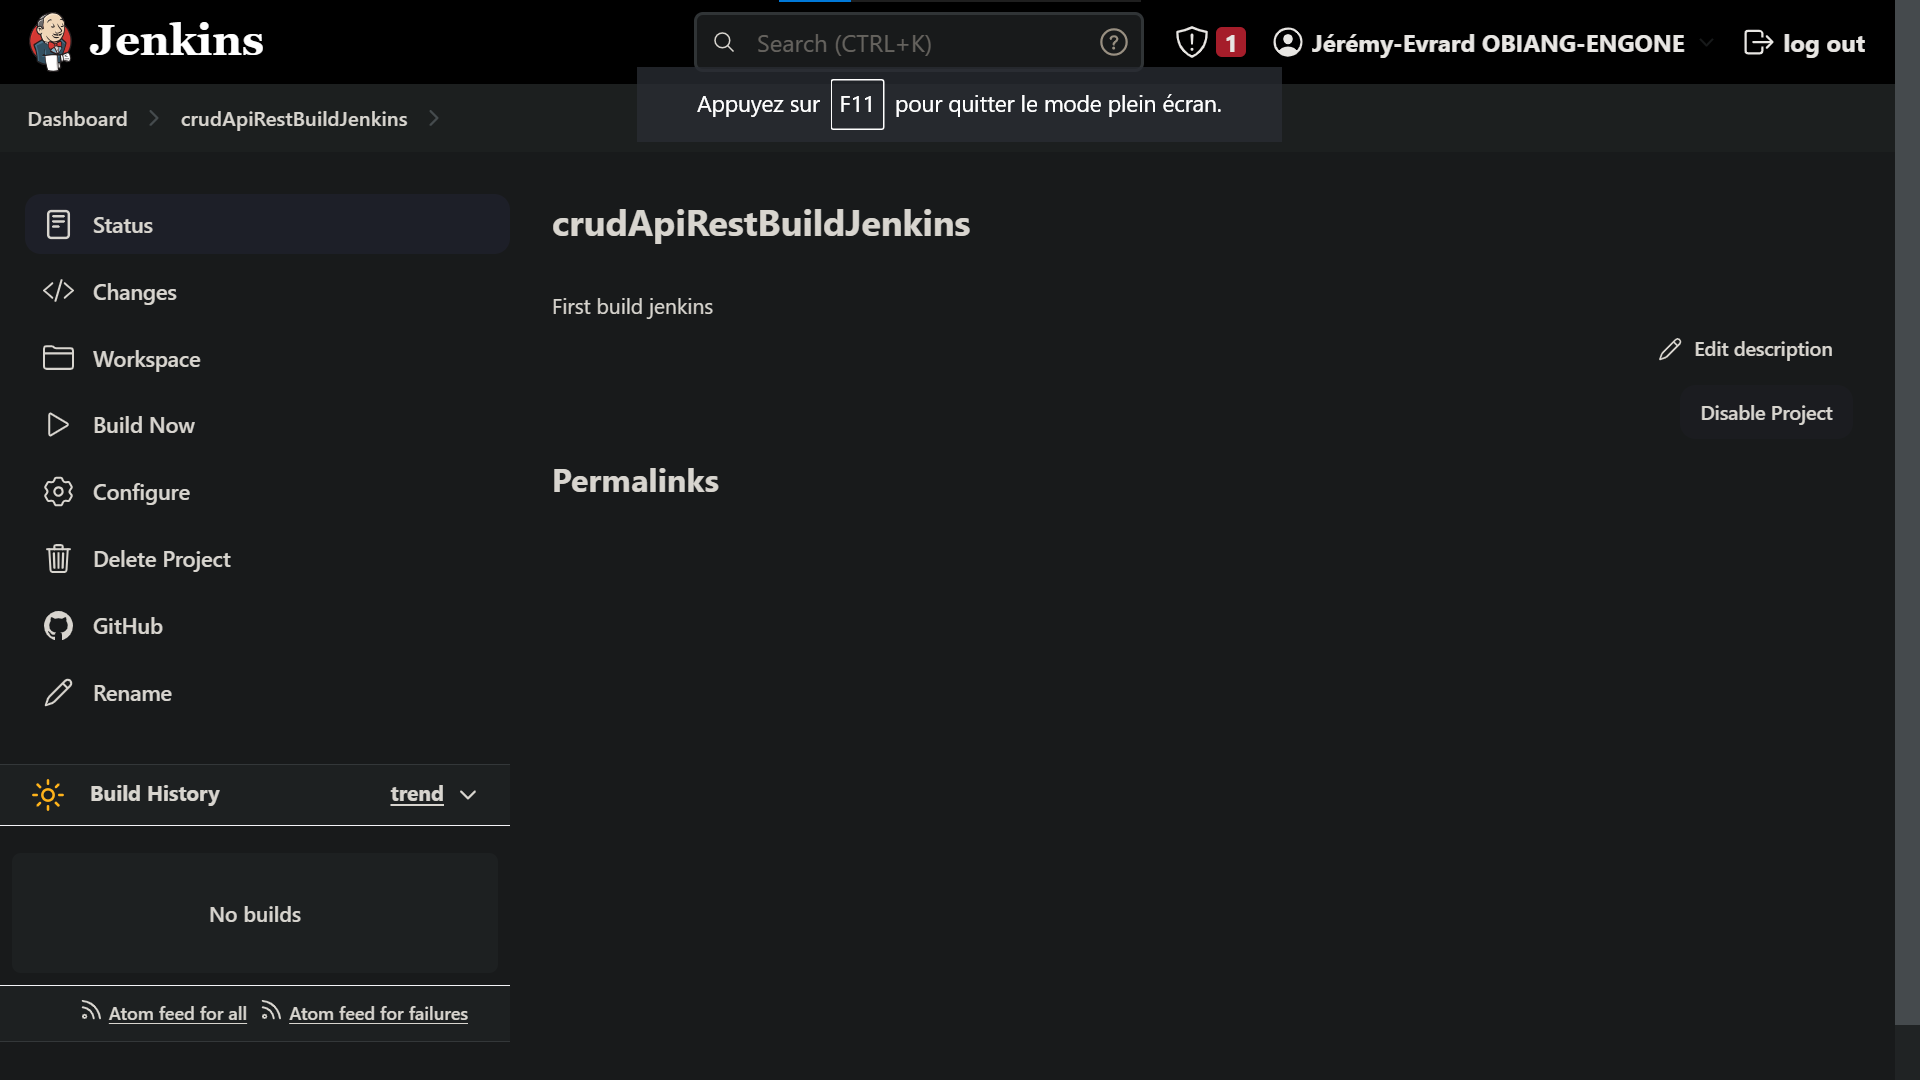 Jenkins
Search (CTRL+K)
1
Jérémy-Evrard OBIANG-ENGONE
log out
Appuyez sur F11 pour quitter le mode plein écran.
Dashboard
crudApiRestBuildJenkins
Status
Changes
Workspace
Build Now
Configure
Delete Project
GitHub
Rename
Build History
trend
No builds
Atom feed for all
Atom feed for failures
crudApiRestBuildJenkins
First build jenkins
Edit description
Disable Project
Permalinks